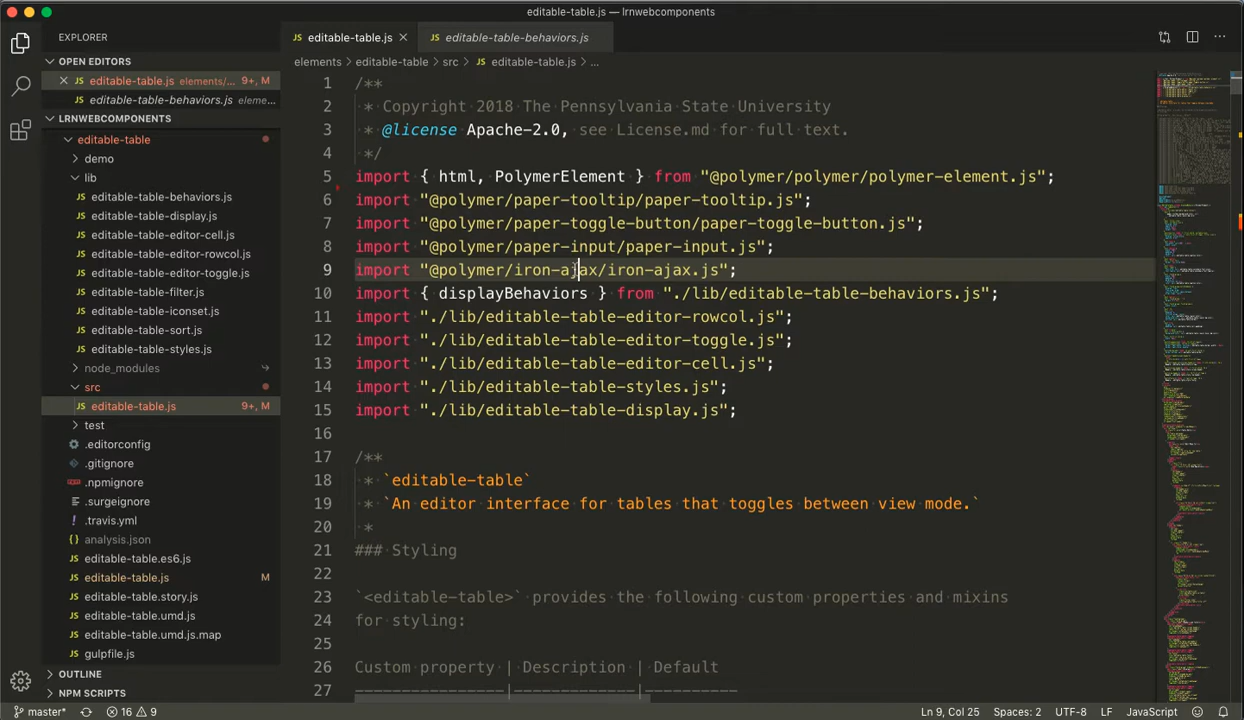 editable-table.js — lrnwebcomponents
EXPLORER
OPEN EDITORS
editable-table.js elements/... 9+, M
editable-table-behaviors.js eleme...
LRNWEBCOMPONENTS
editable-table
demo
lib
editable-table-behaviors.js
editable-table-display.js
editable-table-editor-cell.js
editable-table-editor-rowcol.js
editable-table-editor-toggle.js
editable-table-filter.js
editable-table-iconset.js
editable-table-sort.js
editable-table-styles.js
node_modules
src
editable-table.js 9+, M
test
.editorconfig
.gitignore
.npmignore
.surgeignore
.travis.yml
analysis.json
editable-table.es6.js
editable-table.js M
editable-table.story.js
editable-table.umd.js
editable-table.umd.js.map
gulpfile.js
OUTLINE
NPM SCRIPTS
editable-table.js
editable-table-behaviors.js
elements > editable-table > src > JS editable-table.js > ...
1 /**
2 * Copyright 2018 The Pennsylvania State University
3 * @license Apache-2.0, see License.md for full text.
4 */
5 import { html, PolymerElement } from "@polymer/polymer/polymer-element.js";
6 import "@polymer/paper-tooltip/paper-tooltip.js";
7 import "@polymer/paper-toggle-button/paper-toggle-button.js";
8 import "@polymer/paper-input/paper-input.js";
9 import "@polymer/iron-ajax/iron-ajax.js";
10 import { displayBehaviors } from "./lib/editable-table-behaviors.js";
11 import "./lib/editable-table-editor-rowcol.js";
12 import "./lib/editable-table-editor-toggle.js";
13 import "./lib/editable-table-editor-cell.js";
14 import "./lib/editable-table-styles.js";
15 import "./lib/editable-table-display.js";
16
17 /**
18 * `editable-table`
19 * `An editor interface for tables that toggles between view mode.`
20 *
21 ### Styling
22
23 `<editable-table>` provides the following custom properties and mixins
24 for styling:
25
26 Custom property | Description | Default
27 ----------------|-------------|----------
master* 16 9
Ln 9, Col 25 Spaces: 2 UTF-8 LF JavaScript